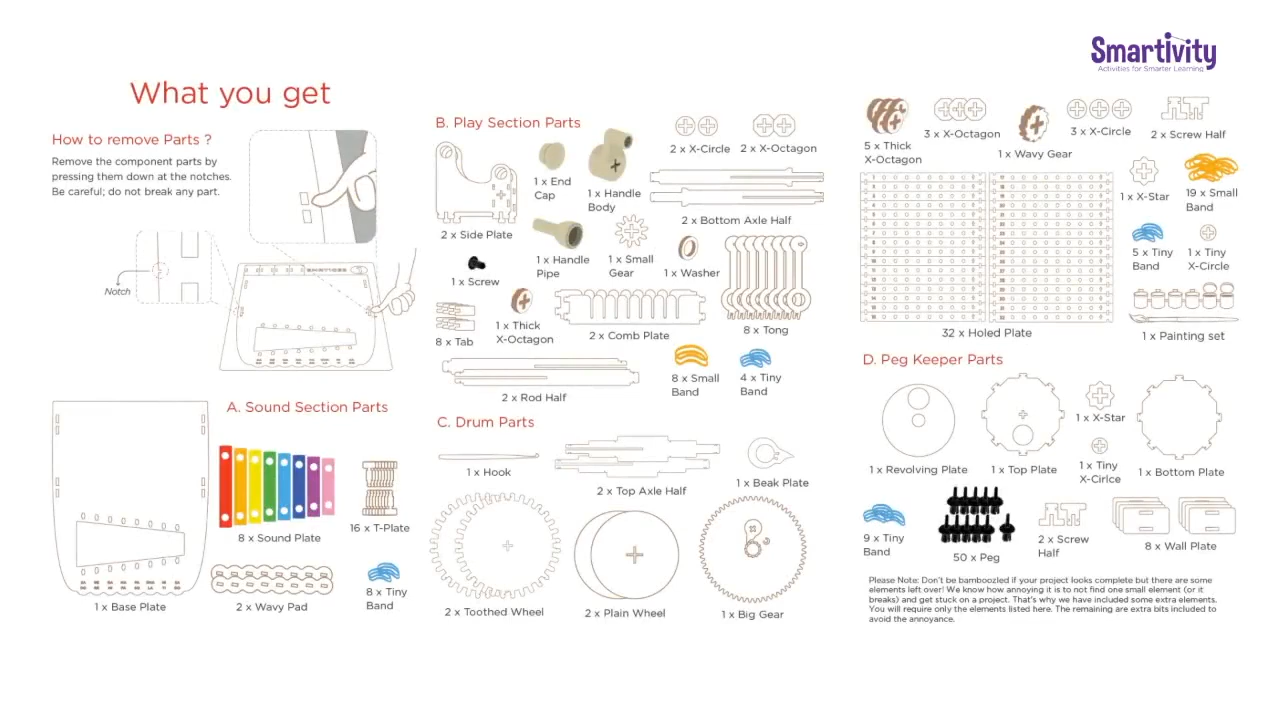 Smartivity
Activities for Smarter Learning
What you get
How to remove Parts ?
Remove the component parts by
pressing them down at the notches.
Be careful; do not break any part.
Notch
1 x Base Plate
A. Sound Section Parts
8 x Sound Plate
16 x T-Plate
2 x Wavy Pad
8 x Tiny
Band
B. Play Section Parts
2 x Side Plate
1 x End
Cap
1 x Handle
Body
2 x X-Circle
2 x X-Octagon
2 x Bottom Axle Half
1 x Handle
Pipe
1 x Small
Gear
1 x Washer
1 x Screw
8 x Tab
1 x Thick
X-Octagon
2 x Comb Plate
8 x Tong
2 x Rod Half
8 x Small
Band
4 x Tiny
Band
C. Drum Parts
1 x Hook
2 x Top Axle Half
1 x Beak Plate
2 x Toothed Wheel
2 x Plain Wheel
1 x Big Gear
5 x Thick
X-Octagon
3 x X-Octagon
1 x Wavy Gear
3 x X-Circle
2 x Screw Half
1 x X-Star
19 x Small
Band
5 x Tiny
Band
1 x Tiny
X-Circle
32 x Holed Plate
1 x Painting set
D. Peg Keeper Parts
1 x Revolving Plate
1 x Top Plate
1 x X-Star
1 x Tiny
X-Cirlce
1 x Bottom Plate
9 x Tiny
Band
50 x Peg
2 x Screw
Half
8 x Wall Plate
Please Note: Don't be bamboozled if your project looks complete but there are some
elements left over! We know how annoying it is to not find one small element (or it
breaks) and get stuck on a project. That's why we have included some extra elements.
You will require only the elements listed here. The remaining are extra bits included to
avoid the annoyance.